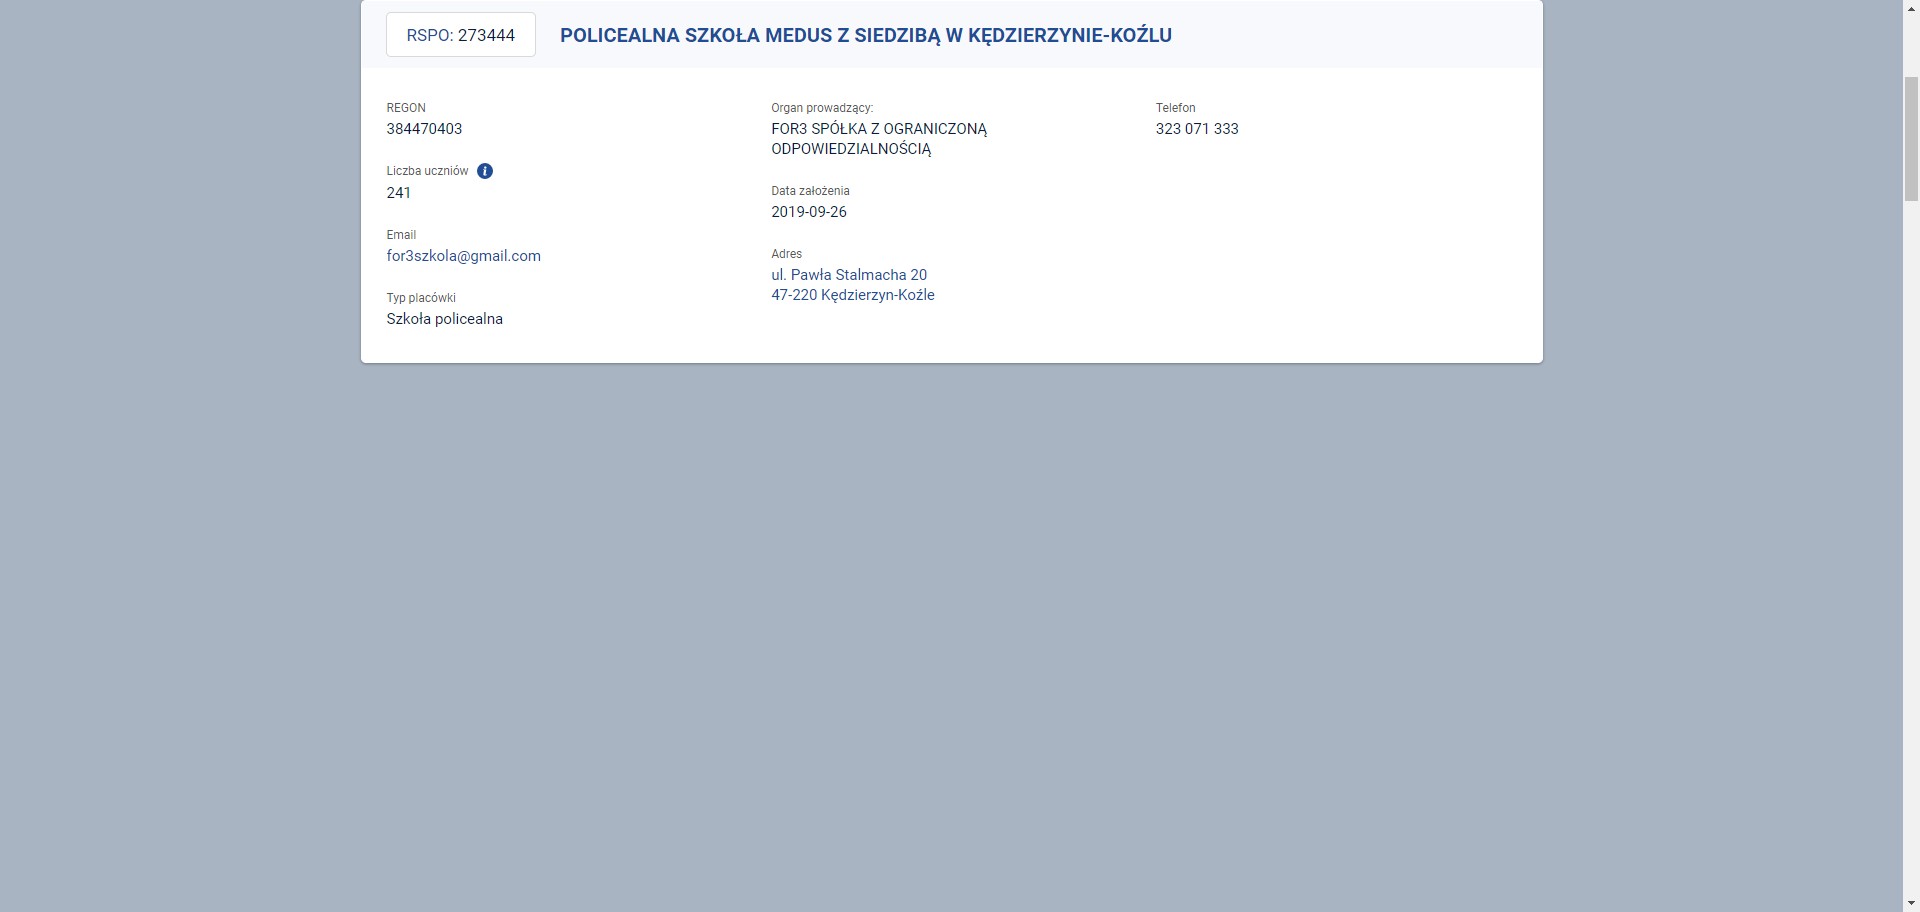 RSPO: 273444
POLICEALNA SZKOŁA MEDUS Z SIEDZIBĄ W KĘDZIERZYNIE-KOŹLU
REGON
384470403
Liczba uczniów
241
Email
for3szkola@gmail.com
Typ placówki
Szkoła policealna
Organ prowadzący:
FOR3 SPÓŁKA Z OGRANICZONĄ
ODPOWIEDZIALNOŚCIĄ
Data założenia
2019-09-26
Adres
ul. Pawła Stalmacha 20
47-220 Kędzierzyn-Koźle
Telefon
323 071 333